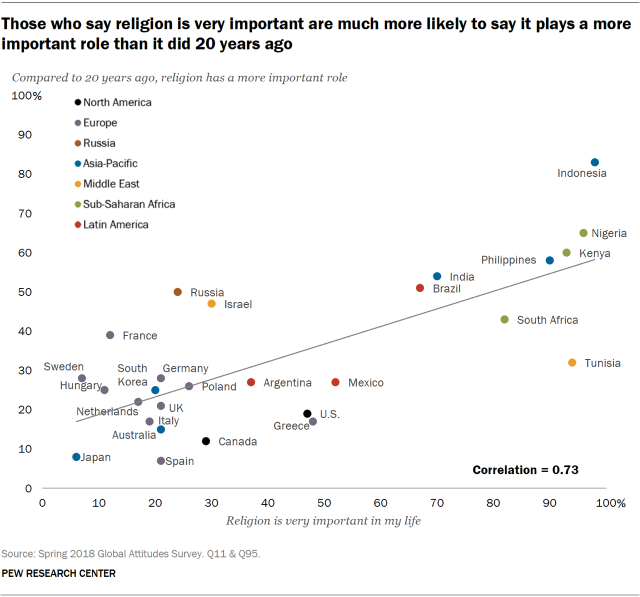 Those who say religion is very important are much more likely to say it plays a more
important role than it did 20 years ago
Compared to 20 years ago, religion has a more important role
100%
North America
Europe
90
Russia
Asia-Pacific
80
Indonesia
Middle East
Sub-Saharan Africa
70
Latin America
Nigeria
60
Kenya
Philippines
India
Brazil
50
Russia
Israel
South Africa
40
France
Tunisia
30
Sweden
South
Korea
Germany
Hungary
Poland
Argentina
Mexico
20
Netherlands
UK
U.S.
Italy
Greece
Australia
Canada
10
Japan
Spain
Correlation = 0.73
0
0
10
20
30
40
50
60
70
80
90
100%
Religion is very important in my life
Source: Spring 2018 Global Attitudes Survey. Q11 & Q95.
PEW RESEARCH CENTER